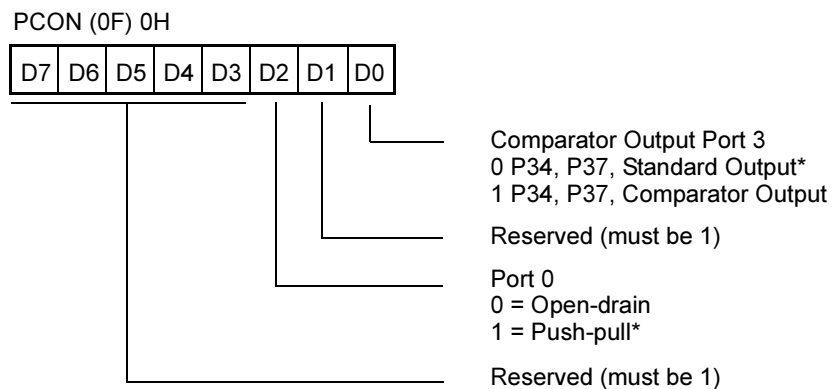 PCON (0F) 0H
D7 D6 D5 D4 D3 D2 D1 D0
Comparator Output Port 3
0 P34, P37, Standard Output*
1 P34, P37, Comparator Output
Reserved (must be 1)
Port 0
0 = Open-drain
1 = Push-pull*
Reserved (must be 1)